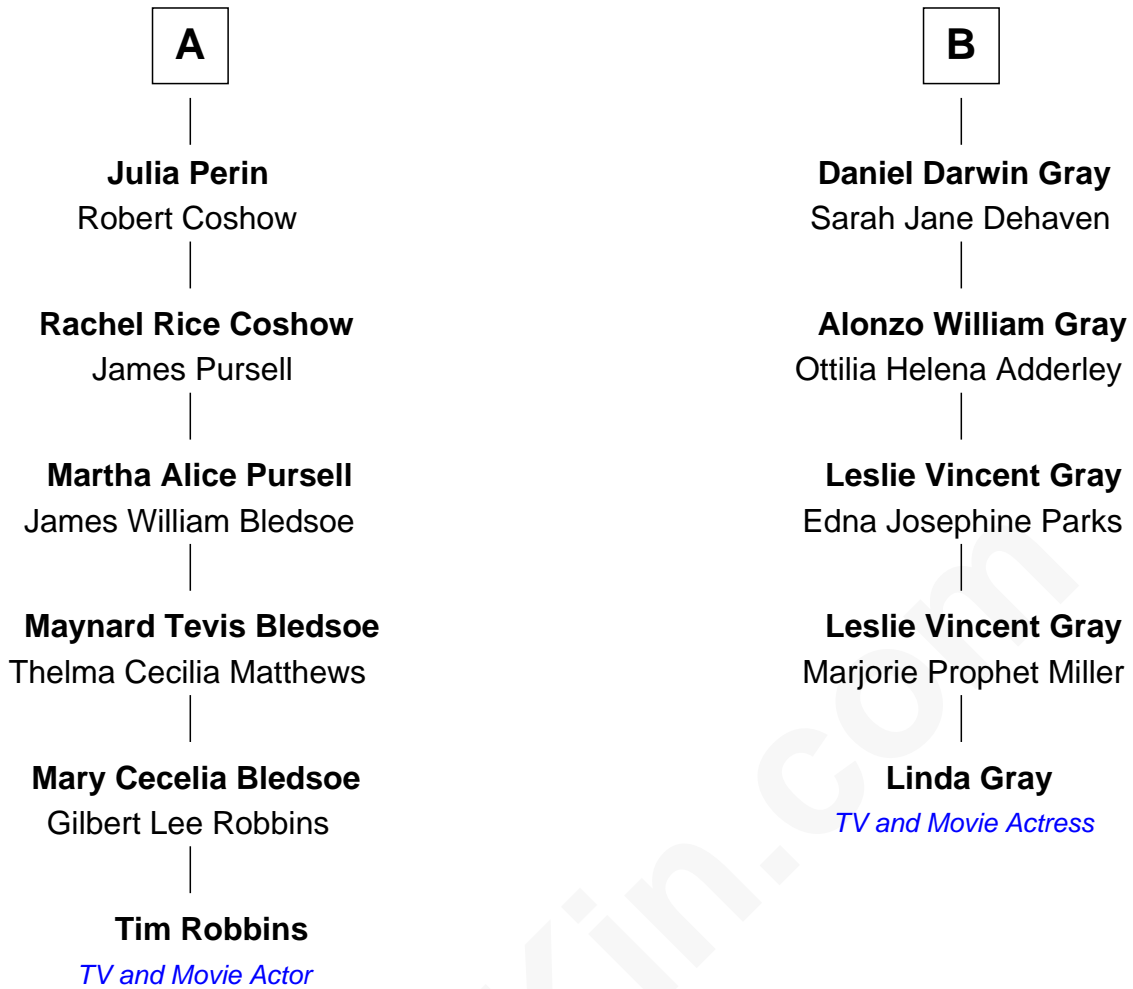 A
Julia Perin
Robert Coshow
Rachel Rice Coshow
James Pursell
Martha Alice Pursell
James William Bledsoe
Maynard Tevis Bledsoe
Thelma Cecilia Matthews
Mary Cecelia Bledsoe
Gilbert Lee Robbins
Tim Robbins
TV and Movie Actor
B
Daniel Darwin Gray
Sarah Jane Dehaven
Alonzo William Gray
Ottilia Helena Adderley
Leslie Vincent Gray
Edna Josephine Parks
Leslie Vincent Gray
Marjorie Prophet Miller
Linda Gray
TV and Movie Actress
Kin.com